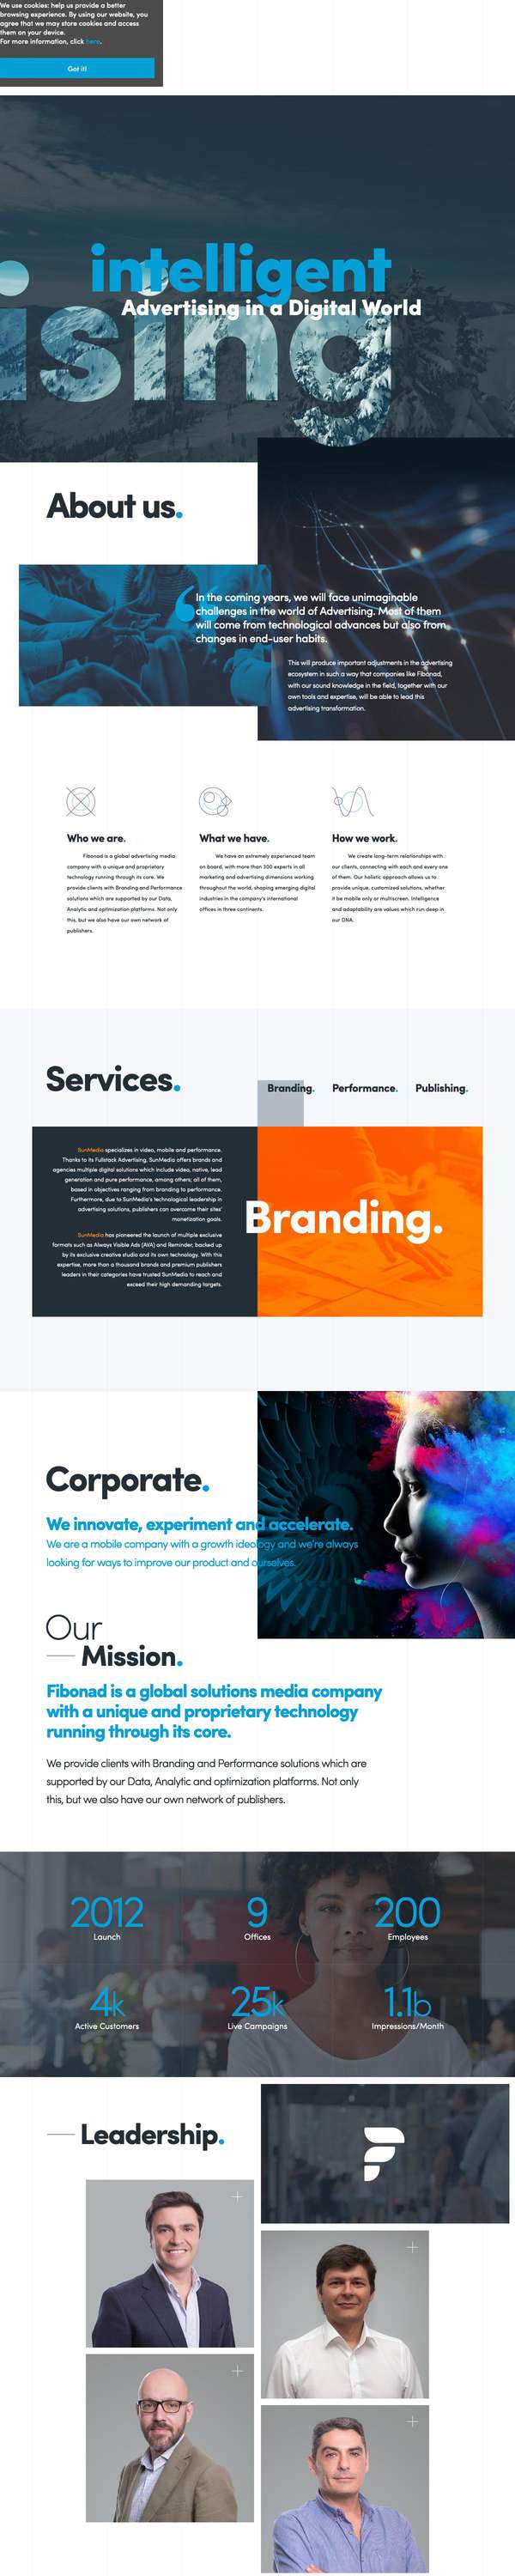 We use cookies: help us provide a better
browsing experience. By using our website, you
agree that we may store cookies and access
them on your device.
For more information, click here.
Got it!
intelligent
Advertising in a Digital World
ising
About us.
In the coming years, we will face unimaginable
challenges in the world of Advertising. Most of them
will come from technological advances but also from
changes in end-user habits.
This will produce important adjustments in the advertising
ecosystem in such a way that companies like Fibonad,
with our sound knowledge in the field, together with our
own tools and expertise, will be able to lead this
advertising transformation.
Who we are.
Fibonad is a global advertising media
company with a unique and proprietary
technology running through its core. We
provide clients with Branding and Performance
solutions which are supported by our Data,
Analytic and optimization platforms. Not only
this, but we also have our own network of
publishers.
What we have.
We have an extremely experienced team
on board, with more than 200 experts in all
marketing and advertising dimensions working
throughout the world, shaping emerging digital
industries in the company's international
offices in three continents.
How we work.
We create long-term relationships with
our clients, connecting with each and every one
of them. Our holistic approach allows us to
provide unique, customized solutions, whether
it be mobile only or multiscreen. Intelligence
and adaptability are values which run deep in
our DNA.
Services.
Branding. Performance. Publishing.
SunMedia specializes in video, mobile and performance.
Thanks to its Fullstack Advertising, SunMedia offers brands and
agencies multiple digital solutions which include video, native, lead
generation and pure performance, among others; all of them,
based in objectives ranging from branding to performance.
Furthermore, due to SunMedia's technological leadership in
advertising solutions, publishers can overcome their sites'
monetization goals.
SunMedia has pioneered the launch of multiple exclusive
formats such as Always Visible Ads (AVA) and Reminder, backed up
by its exclusive creative studio and its own technology. With this
expertise, more than a thousand brands and premium publishers
leaders in their categories have trusted SunMedia to reach and
exceed their high demanding targets.
Branding.
Corporate.
We innovate, experiment and accelerate.
We are a mobile company with a growth ideology and we're always
looking for ways to improve our product and ourselves.
Our
Mission.
Fibonad is a global solutions media company
with a unique and proprietary technology
running through its core.
We provide clients with Branding and Performance solutions which are
supported by our Data, Analytic and optimization platforms. Not only
this, but we also have our own network of publishers.
2012
Launch
9
Offices
200
Employees
4k
Active Customers
25k
Live Campaigns
1.1b
Impressions/Month
Leadership.